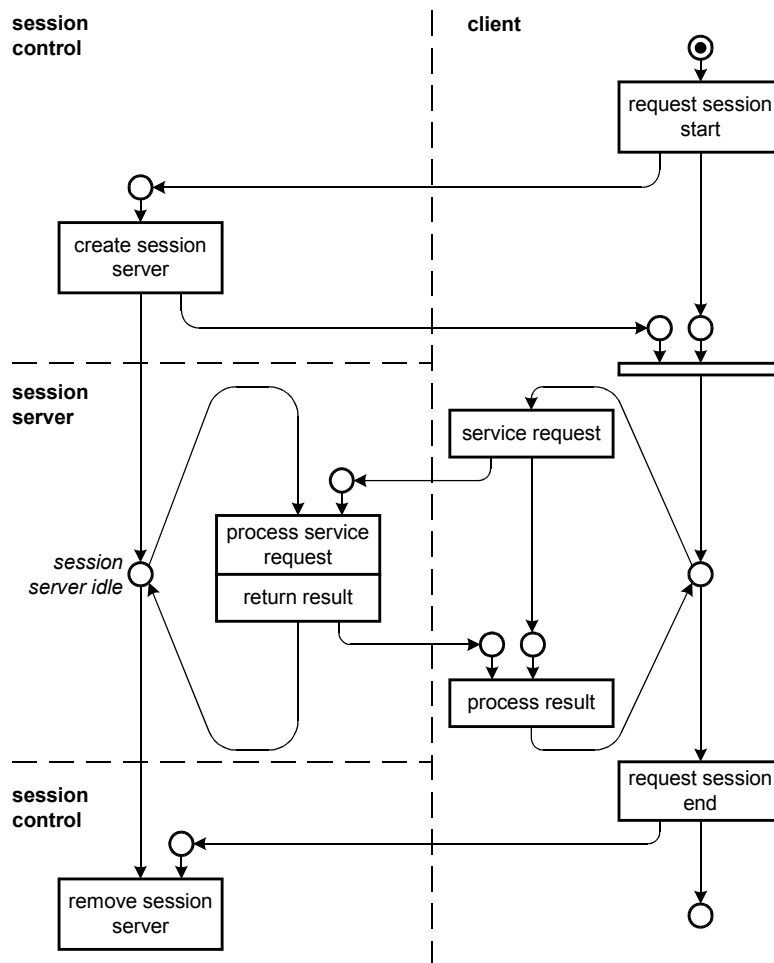 session
control
client
request session
start
create session
server
session
server
service request
process service
request
session
server idle
return result
process result
request session
end
session
control
remove session
server